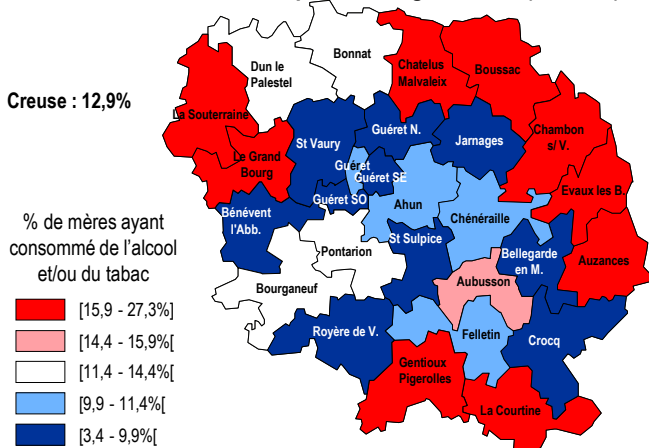 Bonnat
Dun le
Palestel
Chatelus
Malvaleix
Boussac
Creuse : 12,9%
La Souterraine
Guéret N.
Jarnages
Chambon
s/ V.
St Vaury
Le Grand
Bourg
Guéret
Guéret SE
Evaux les B.
Guéret SO
Ahun
Bénévent
l'Abb.
Chénéraille
% de mères ayant
consommé de l'alcool
et/ou du tabac
St Sulpice
Pontarion
Bellegarde
en M.
Auzances
Bourganeuf
Aubusson
[15,9 - 27,3%]
Royère de V.
Felletin
Crocq
[14,4 - 15,9%[
[11,4 - 14,4%[
Gentioux
Pigerolles
[9,9 - 11,4%[
La Courtine
[3,4 - 9,9%[